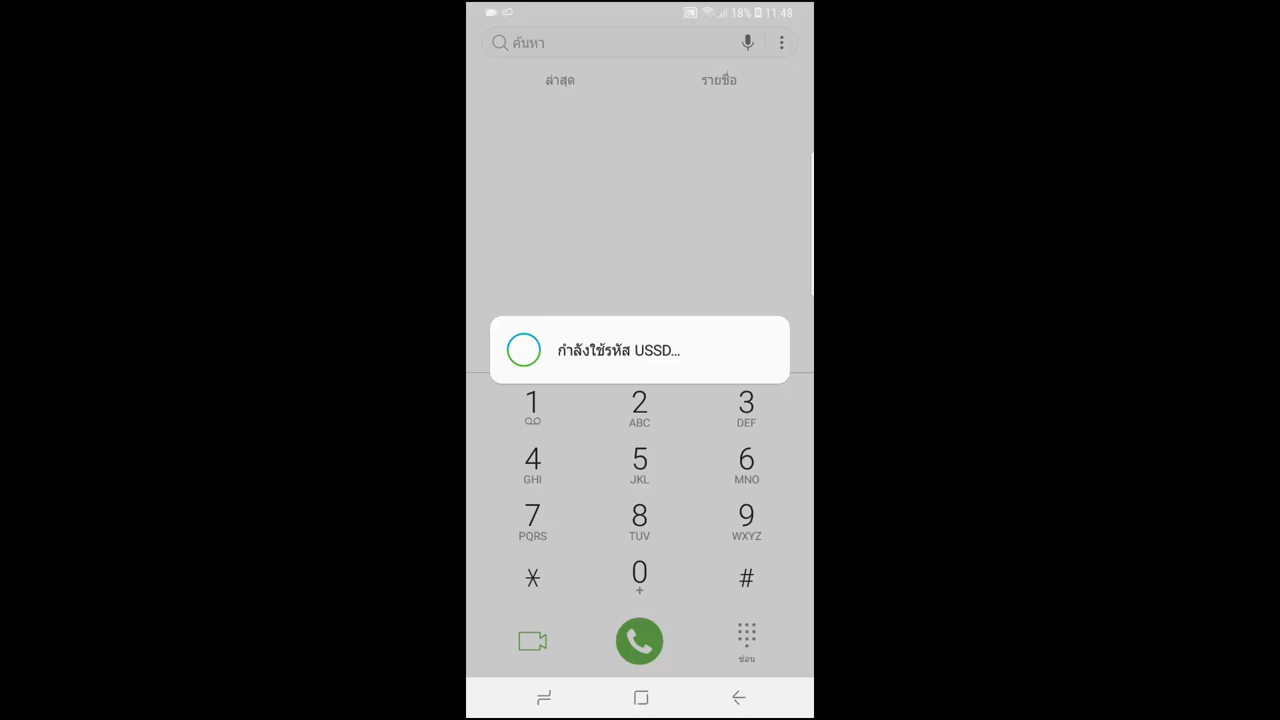 18% 11:48
ค้นหา
ล่าสุด รายชื่อ
กำลังใช้รหัส USSD...
1 2 3
ABC DEF
4 5 6
GHI JKL MNO
7 8 9
PQRS TUV WXYZ
* 0 #
+
ซ่อน